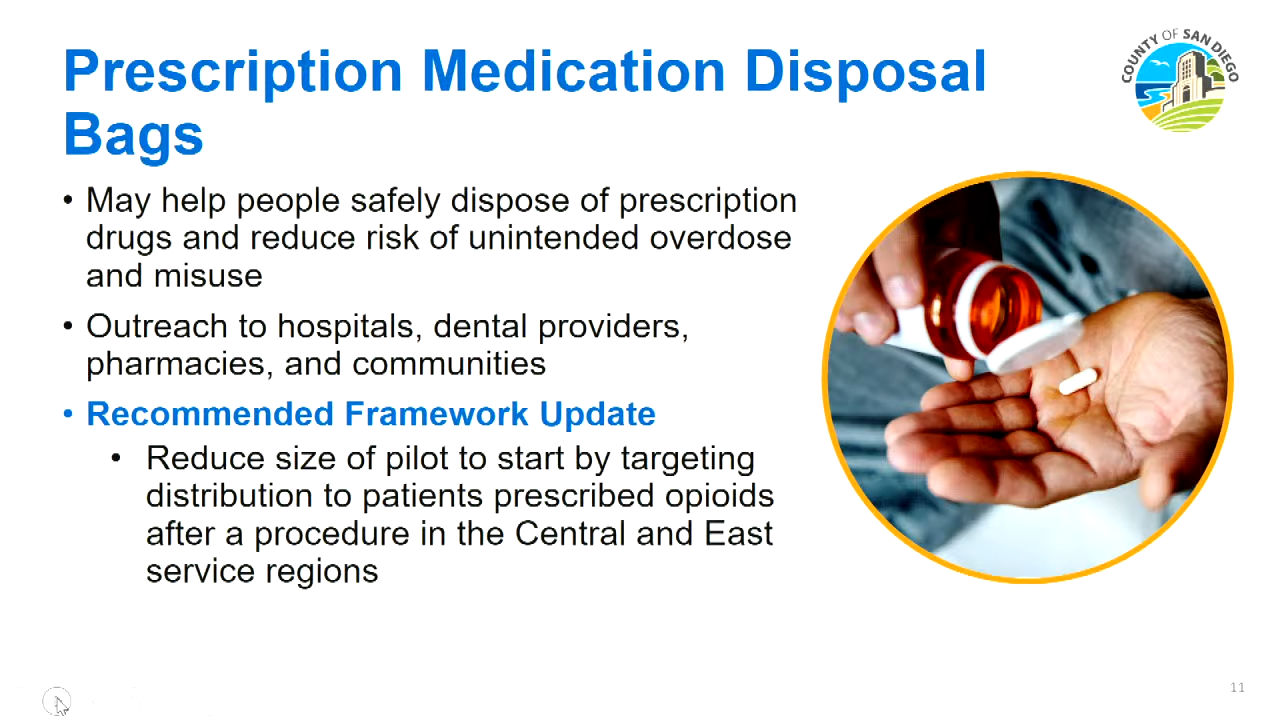 Prescription Medication Disposal
Bags
COUNTY OF SAN DIEGO
• May help people safely dispose of prescription
drugs and reduce risk of unintended overdose
and misuse
• Outreach to hospitals, dental providers,
pharmacies, and communities
• Recommended Framework Update
• Reduce size of pilot to start by targeting
distribution to patients prescribed opioids
after a procedure in the Central and East
service regions
11